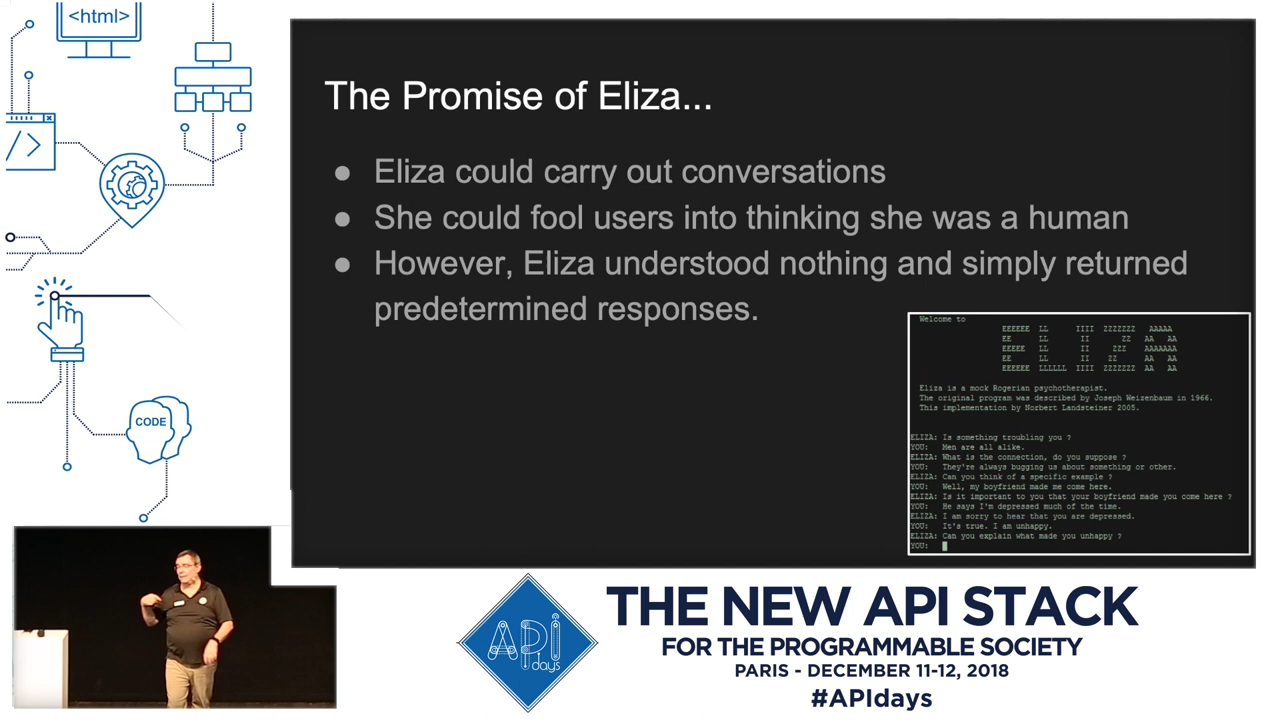 <html>
</>
CODE
The Promise of Eliza...
● Eliza could carry out conversations
● She could fool users into thinking she was a human
● However, Eliza understood nothing and simply returned
predetermined responses.
Welcome to
EEEEEE LL IIII ZZZZZZZ AAAAA
EE LL II ZZ AA AA
EEEEE LL II ZZZ AAAAAAA
EE LL II ZZ AA AA
EEEEEE LLLLLL IIII ZZZZZZZ AA AA
Eliza is a mock Rogerian psychotherapist.
The original program was described by Joseph Weizenbaum in 1966.
This implementation by Norbert Landsteiner 2005.
ELIZA: Is something troubling you ?
YOU: Men are all alike.
ELIZA: What is the connection, do you suppose ?
YOU: They're always bugging us about something or other.
ELIZA: Can you think of a specific example ?
YOU: Well, my boyfriend made me come here.
ELIZA: Is it important to you that your boyfriend made you come here ?
YOU: He says I'm depressed much of the time.
ELIZA: I am sorry to hear that you are depressed.
YOU: It's true. I am unhappy.
ELIZA: Can you explain what made you unhappy ?
YOU:
API
days
THE NEW API STACK
FOR THE PROGRAMMABLE SOCIETY
PARIS - DECEMBER 11-12, 2018
#APIdays